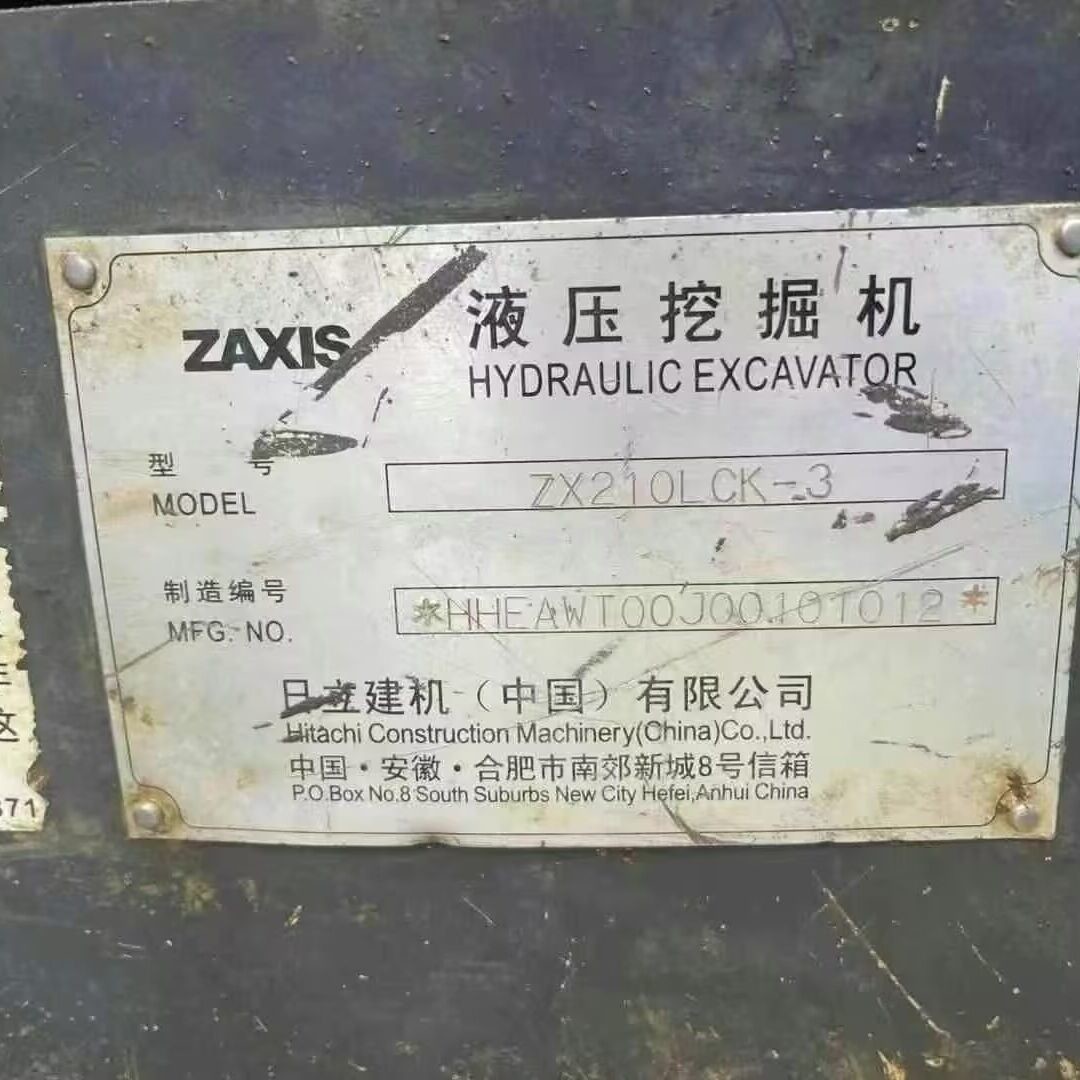 ZAXIS
液压挖掘机
HYDRAULIC EXCAVATOR
型 号
MODEL
ZX210LCK-3
制造编号
MFG. NO.
*HHEAWT00J00101012*
日立建机（中国）有限公司
Hitachi Construction Machinery(China)Co.,Ltd.
中国·安徽·合肥市南郊新城8号信箱
P.O.Box No.8 South Suburbs New City Hefei,Anhui China
这
371